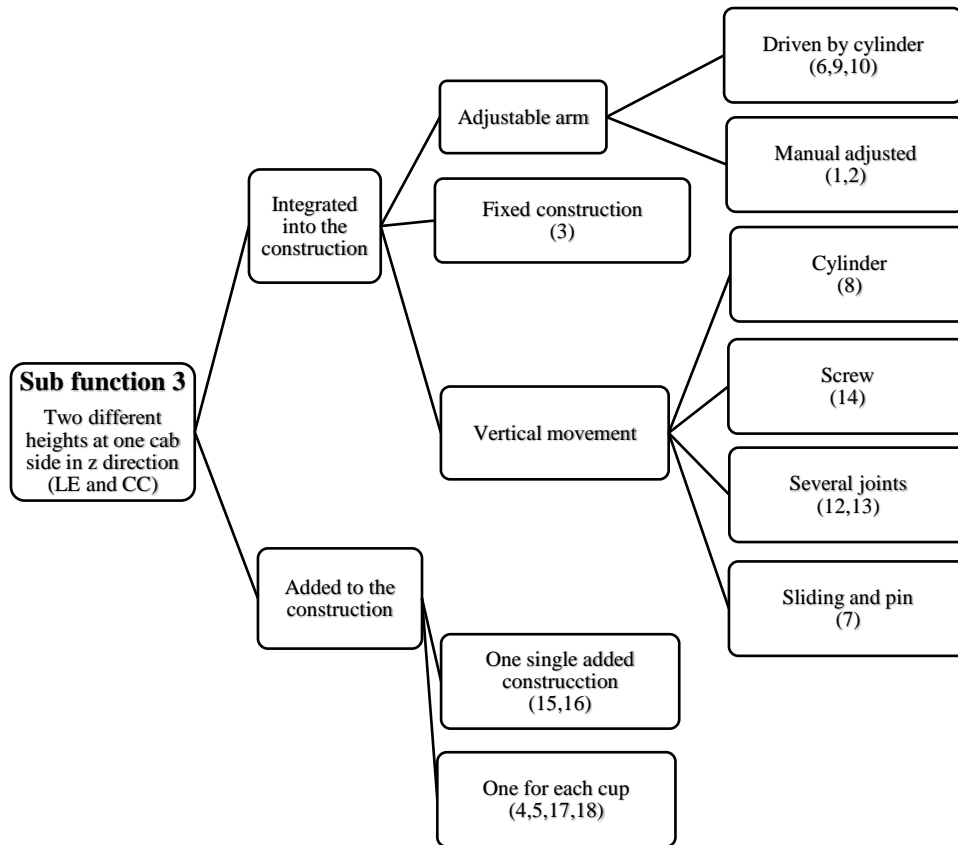 Sub function 3
Two different
heights at one cab
side in z direction
(LE and CC)
Integrated
into the
construction
Adjustable arm
Driven by cylinder
(6,9,10)
Manual adjusted
(1,2)
Fixed construction
(3)
Vertical movement
Cylinder
(8)
Screw
(14)
Several joints
(12,13)
Sliding and pin
(7)
Added to the
construction
One single added
construcction
(15,16)
One for each cup
(4,5,17,18)